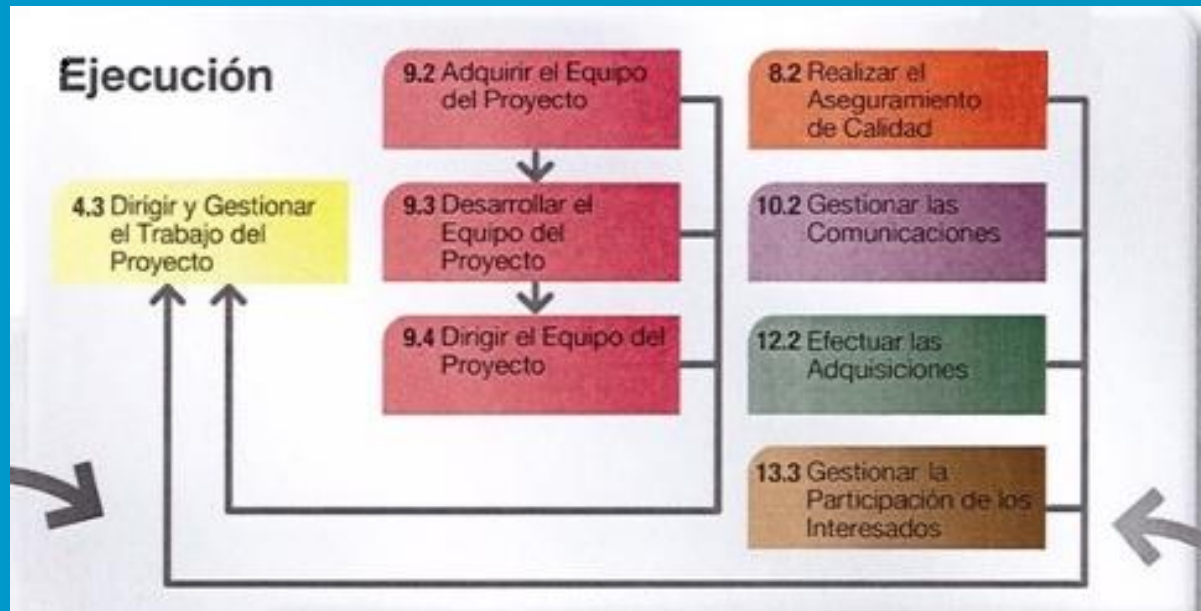 Ejecución
4.3 Dirigir y Gestionar
el Trabajo del
Proyecto
9.2 Adquirir el Equipo
del Proyecto
9.3 Desarrollar el
Equipo del
Proyecto
9.4 Dirigir el Equipo del
Proyecto
8.2 Realizar el
Aseguramiento
de Calidad
10.2 Gestionar las
Comunicaciones
12.2 Efectuar las
Adquisiciones
13.3 Gestionar la
Participación de los
Interesados